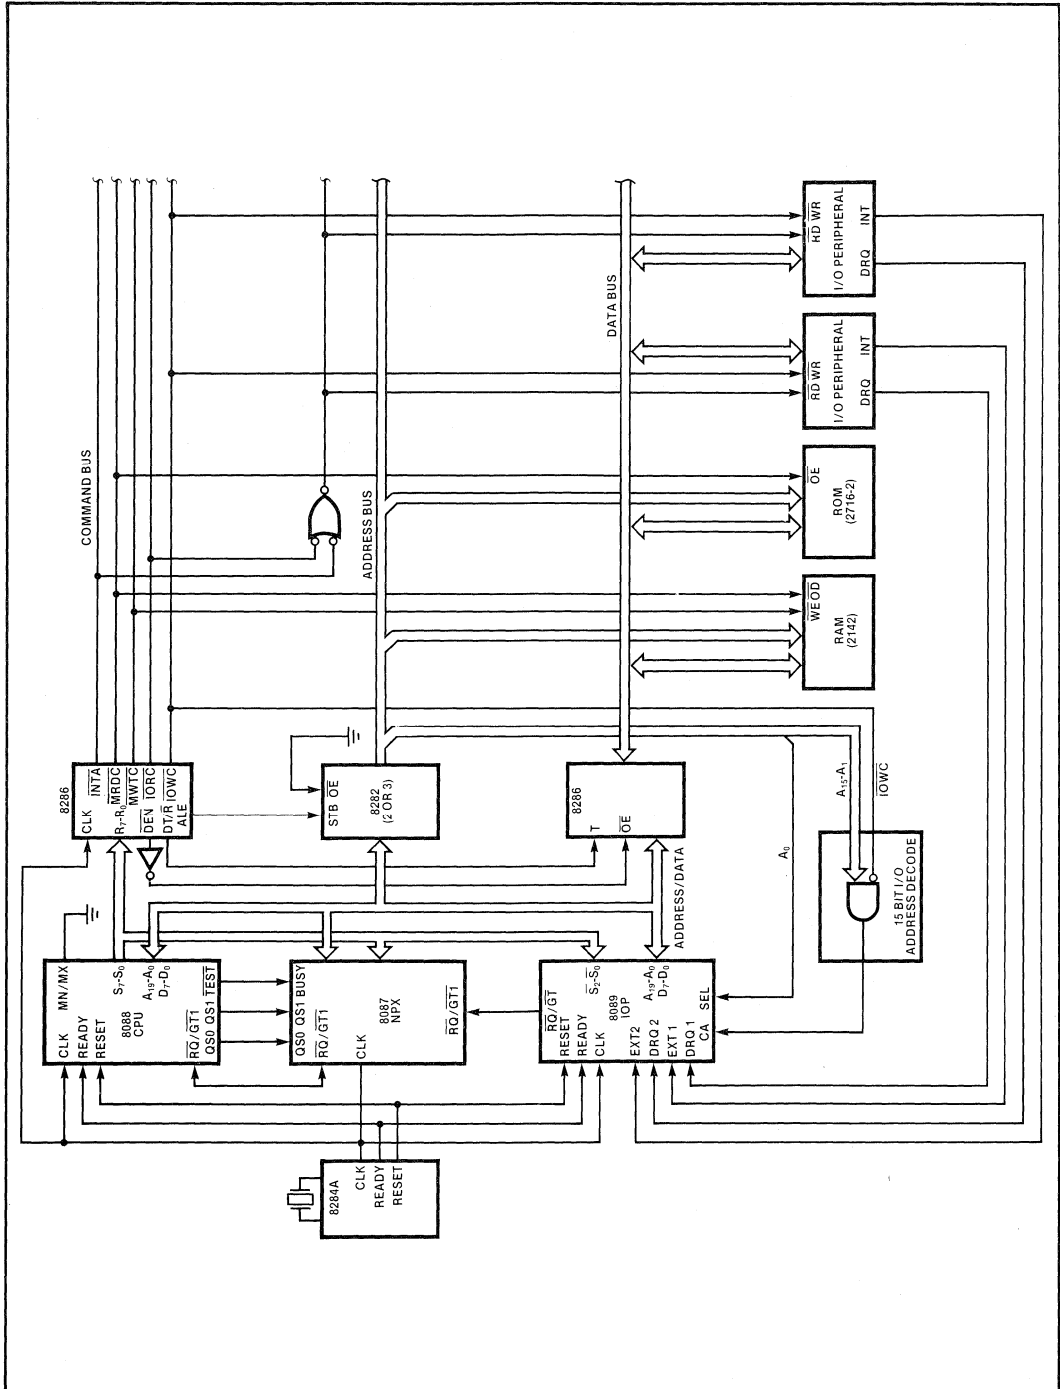 COMMAND BUS
ADDRESS BUS
DATA BUS
8286
CLK
R7-R0
DEN
DT/R
ALE
INTA
MRDC
MWTC
IORC
IOWC
STB OE
8282
(2 OR 3)
8286
T
OE
ADDRESS/DATA
A0
A15-A1
IOWC
15 BIT I/O
ADDRESS DECODE
RD WR
I/O PERIPHERAL
DRQ INT
RD WR
I/O PERIPHERAL
DRQ INT
OE
ROM
(2716-2)
WE OD
RAM
(2142)
CLK
READY
RESET
MN/MX
8088
CPU
S7-S0
A19-A0
D7-D0
RQ/GT1
QS0 QS1 TEST
QS0 QS1 BUSY
RQ/GT1
CLK
8087
NPX
RQ/GT1
RQ/GT
RESET
READY
CLK
8089
IOP
S2-S0
A19-A0
D7-D0
EXT2
DRQ 2
EXT 1
DRQ 1
CA SEL
8284A
CLK
READY
RESET